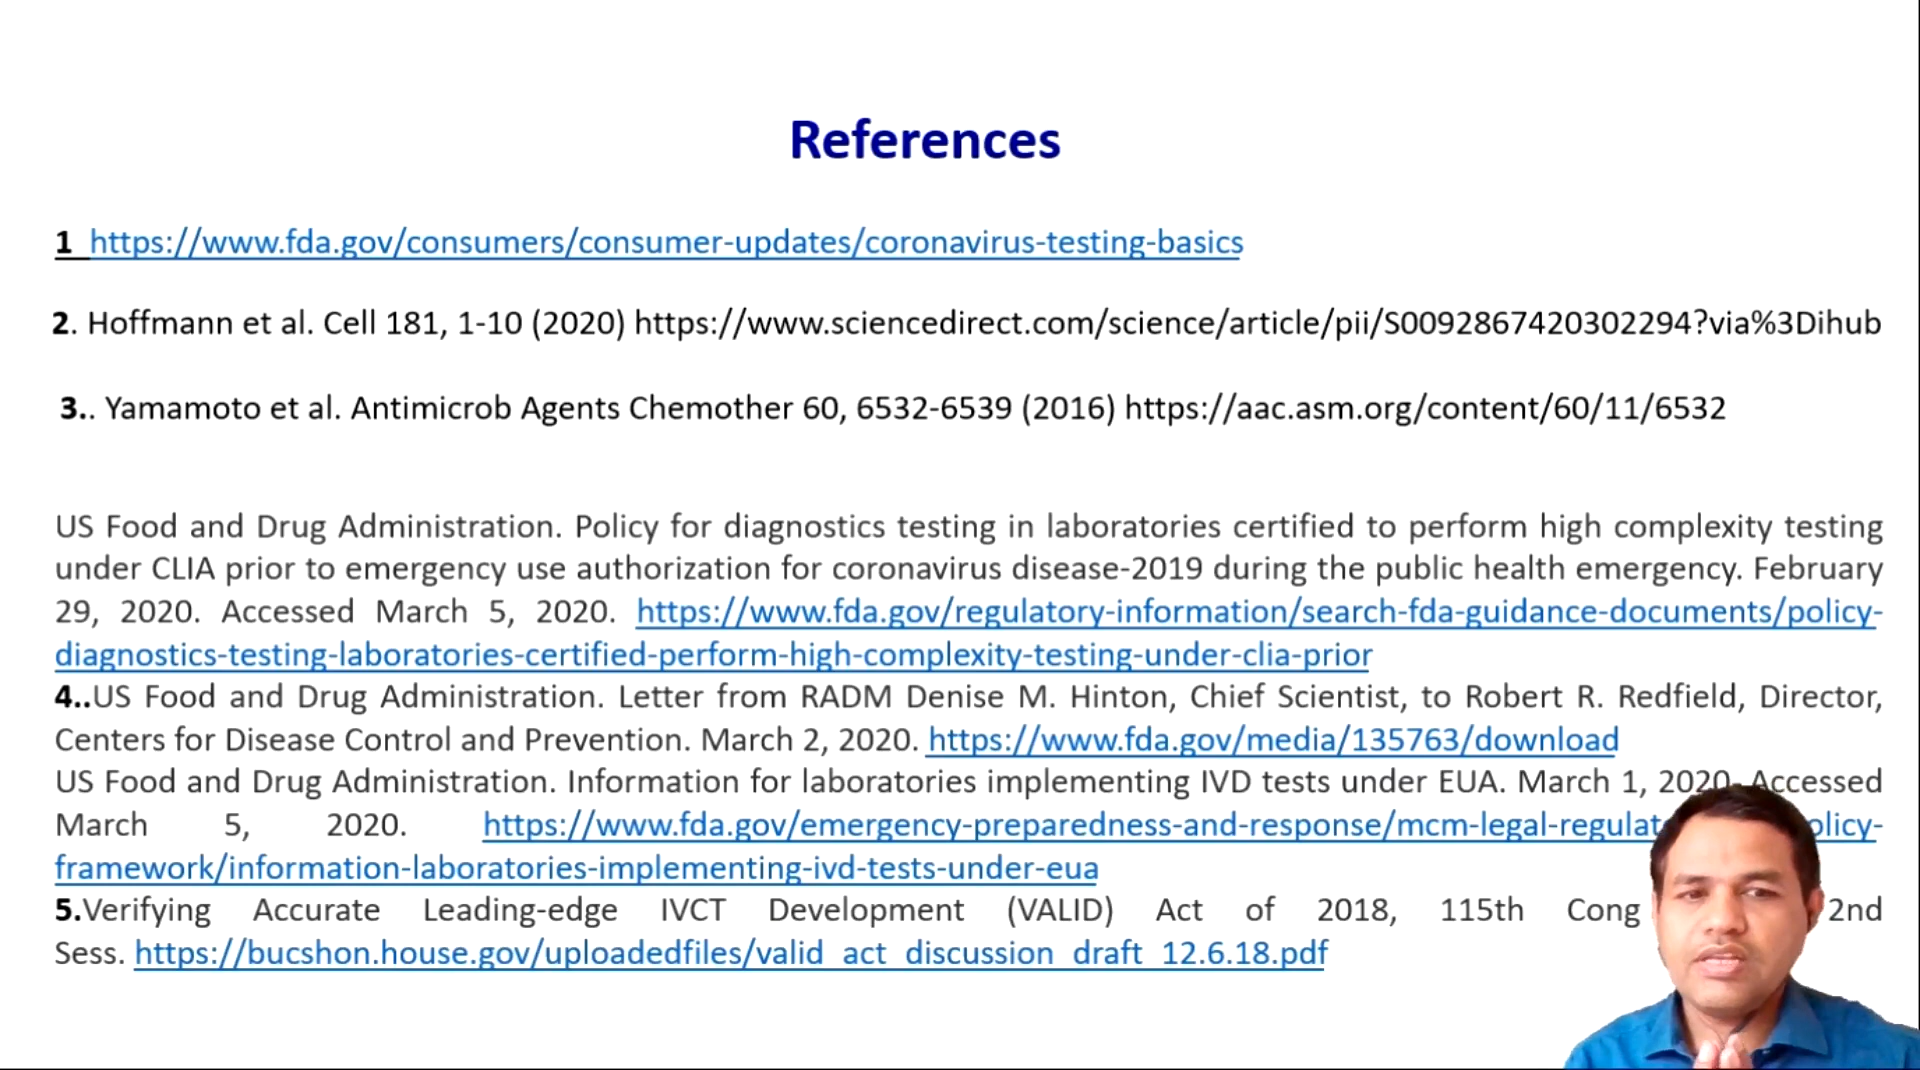 References
1 https://www.fda.gov/consumers/consumer-updates/coronavirus-testing-basics
2. Hoffmann et al. Cell 181, 1-10 (2020) https://www.sciencedirect.com/science/article/pii/S0092867420302294?via%3Dihub
3.. Yamamoto et al. Antimicrob Agents Chemother 60, 6532-6539 (2016) https://aac.asm.org/content/60/11/6532
US Food and Drug Administration. Policy for diagnostics testing in laboratories certified to perform high complexity testing
under CLIA prior to emergency use authorization for coronavirus disease-2019 during the public health emergency. February
29, 2020. Accessed March 5, 2020. https://www.fda.gov/regulatory-information/search-fda-guidance-documents/policy-
diagnostics-testing-laboratories-certified-perform-high-complexity-testing-under-clia-prior
4..US Food and Drug Administration. Letter from RADM Denise M. Hinton, Chief Scientist, to Robert R. Redfield, Director,
Centers for Disease Control and Prevention. March 2, 2020. https://www.fda.gov/media/135763/download
US Food and Drug Administration. Information for laboratories implementing IVD tests under EUA. March 1, 2020. Accessed
March 5, 2020. https://www.fda.gov/emergency-preparedness-and-response/mcm-legal-regulat olicy-
framework/information-laboratories-implementing-ivd-tests-under-eua
5.Verifying Accurate Leading-edge IVCT Development (VALID) Act of 2018, 115th Cong 2nd
Sess. https://bucshon.house.gov/uploadedfiles/valid_act_discussion_draft_12.6.18.pdf